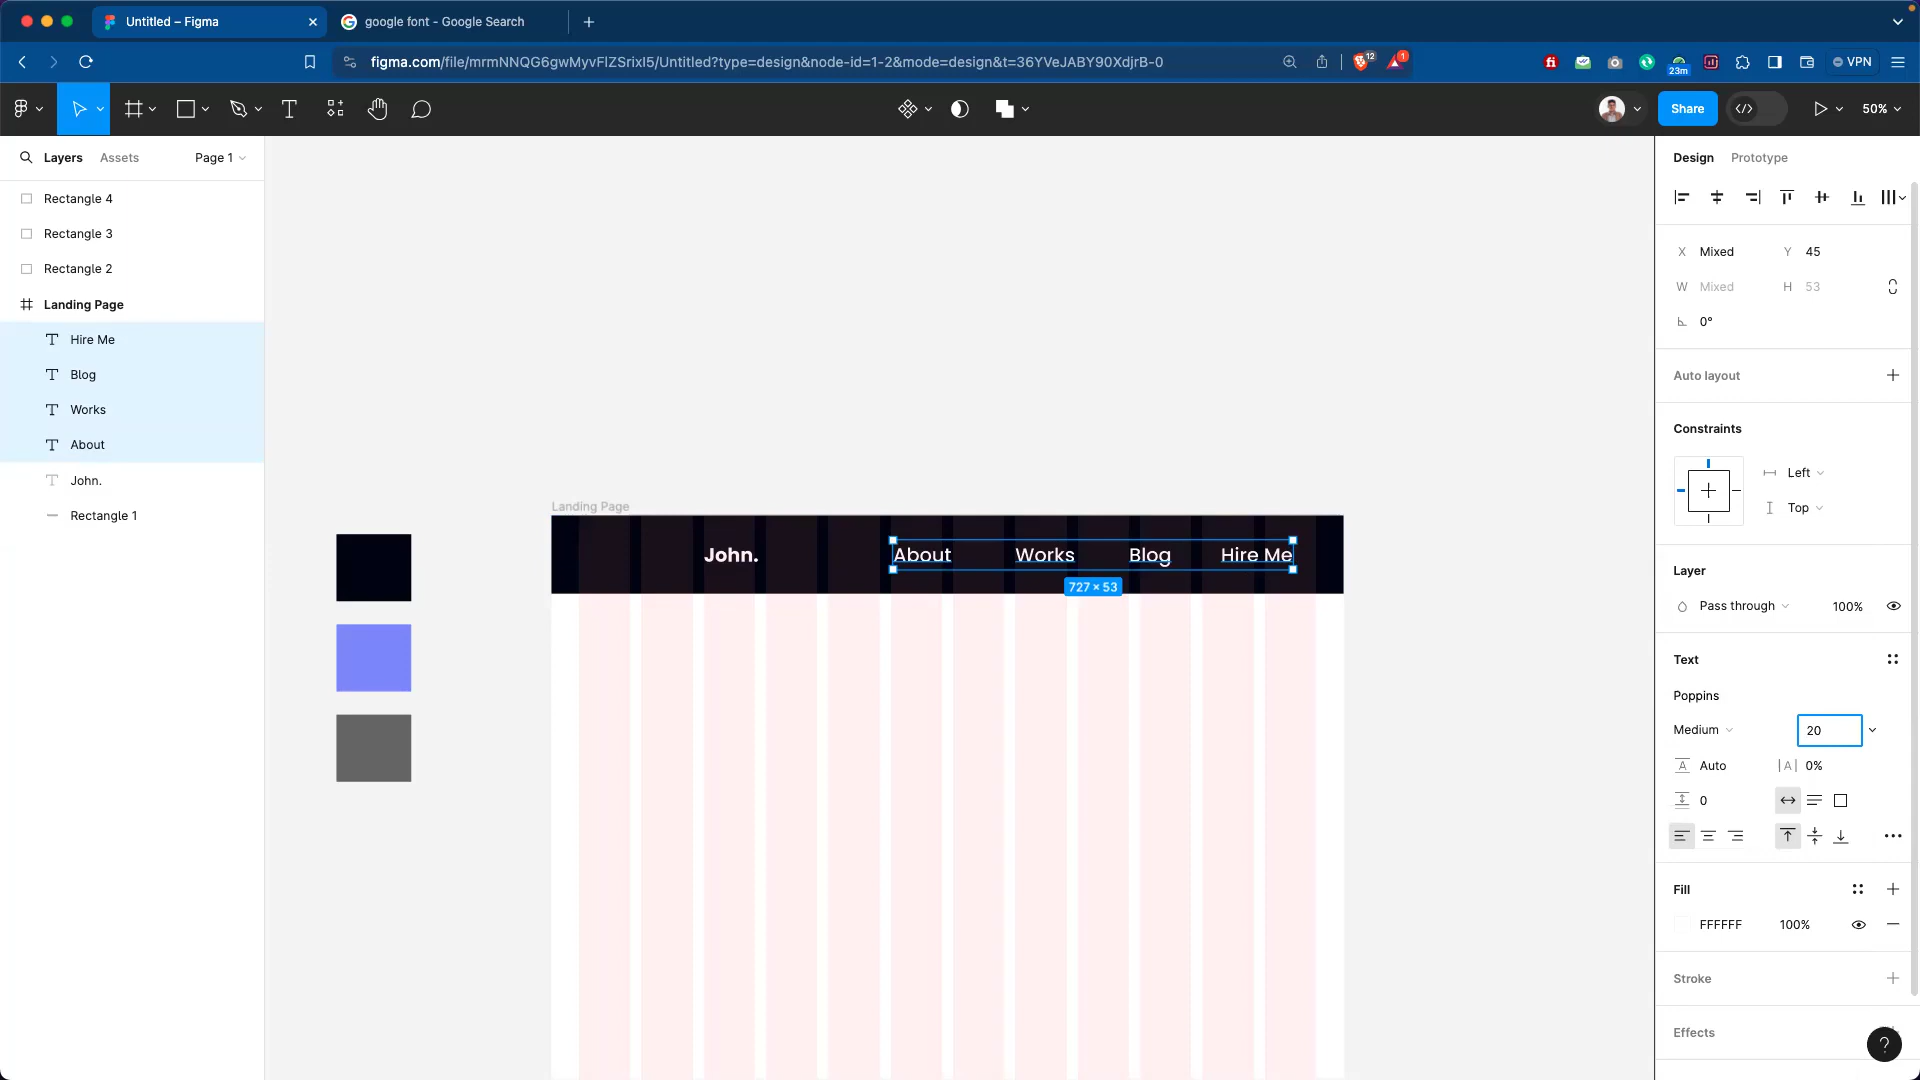 Untitled – Figma
google font - Google Search
figma.com/file/mrmNNQG6gwMyvFlZSrixl5/Untitled?type=design&node-id=1-2&mode=design&t=36YVeJABY90XdjrB-0
12
1
23m
VPN
Share
50%
Layers
Assets
Page 1
Rectangle 4
Rectangle 3
Rectangle 2
Landing Page
Hire Me
Blog
Works
About
John.
Rectangle 1
Landing Page
John.
About
Works
Blog
Hire Me
727 × 53
Design
Prototype
X Mixed
Y 45
W Mixed
H 53
0°
Auto layout
Constraints
Left
Top
Layer
Pass through
100%
Text
Poppins
Medium
20
Auto
0%
0
Fill
FFFFFF
100%
Stroke
Effects
?